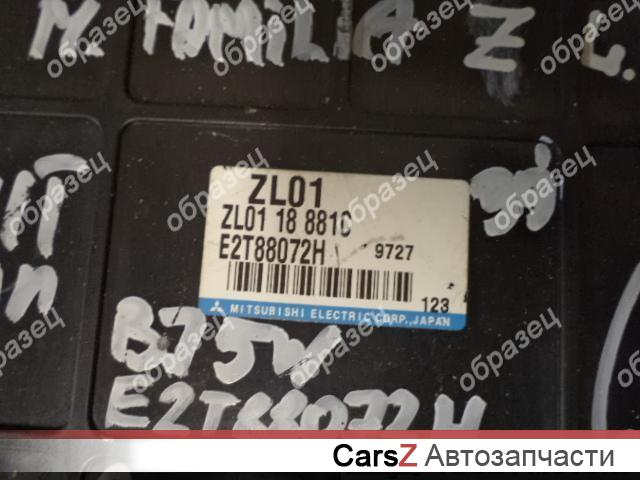 M. FAMILIA Z
ZL01
ZL01 18 881C
E2T88072H 9727
123
MITSUBISHI ELECTRIC CORP., JAPAN
B75W
E2T88072H
образец
образец
образец
образец
образец
образец
образец
образец
образец
образец
образец
CarsZ Автозапчасти